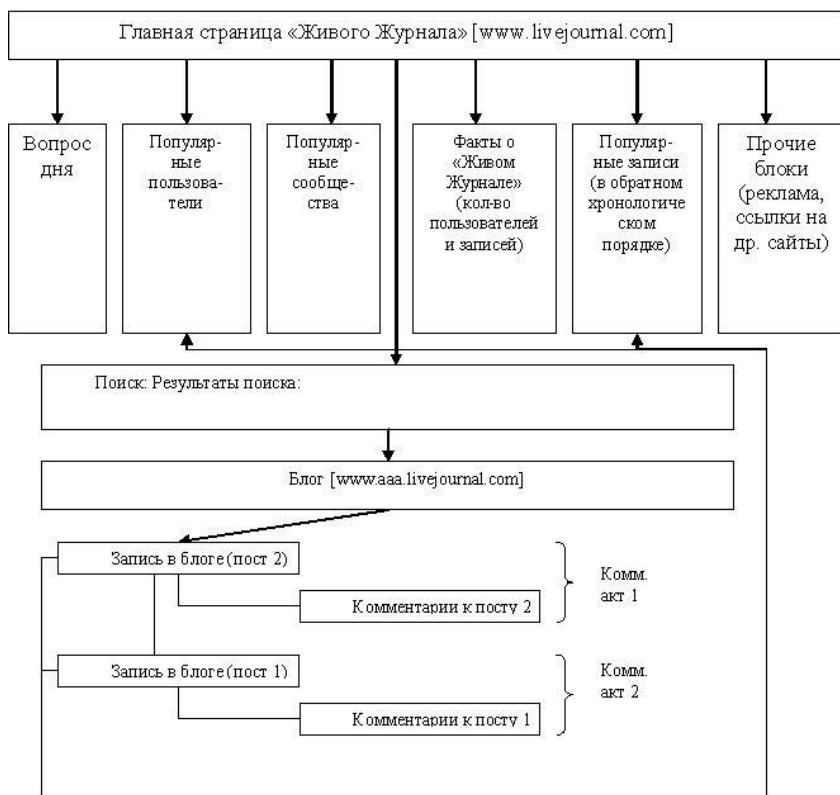 Главная страница «Живого Журнала» [www.livejournal.com]
Вопрос
дня
Популяр-
ные
пользова-
тели
Популяр-
ные
сообще-
ства
Факты о
«Живом
Журнале»
(кол-во
пользователей
и записей)
Популяр-
ные записи
(в обратном
хронологиче
ском
порядке)
Прочие
блоки
(реклама,
ссылки на
др. сайты)
Поиск: Результаты поиска:
Блог [www.aaa.livejournal.com]
Запись в блоге (пост 2)
Комментарии к посту 2
Комм.
акт 1
Запись в блоге (пост 1)
Комментарии к посту 1
Комм.
акт 2